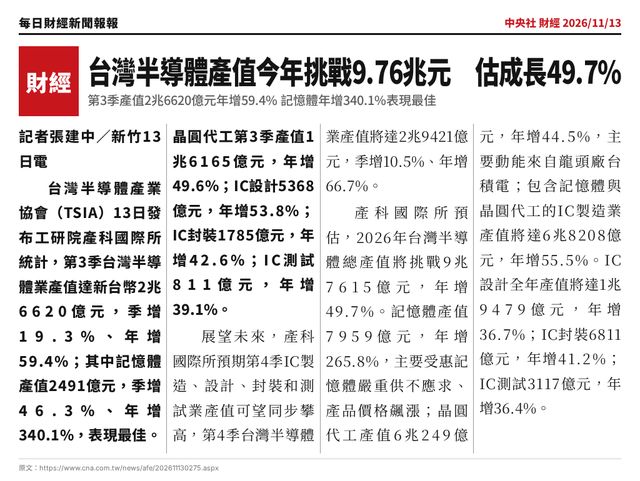 每日財經新聞報報
中央社 財經 2026/11/13
財經
台灣半導體產值今年挑戰9.76兆元　估成長49.7%
第3季產值2兆6620億元年增59.4% 記憶體年增340.1%表現最佳
記者張建中／新竹13
日電
台灣半導體產業
協會（TSIA）13日發
布工研院產科國際所
統計，第3季台灣半導
體業產值達新台幣2兆
6620億元，季增
19.3%、年增
59.4%；其中記憶體
產值2491億元，季增
46.3%、年增
340.1%，表現最佳。
晶圓代工第3季產值1
兆6165億元，年增
49.6%；IC設計5368
億元，年增53.8%；
IC封裝1785億元，年
增42.6%；IC測試
811億元，年增
39.1%。
展望未來，產科
國際所預期第4季IC製
造、設計、封裝和測
試業產值可望同步攀
高，第4季台灣半導體
業產值將達2兆9421億
元，季增10.5%、年增
66.7%。
產科國際所預
估，2026年台灣半導
體總產值將挑戰9兆
7615億元，年增
49.7%。記憶體產值
7959億元，年增
265.8%，主要受惠記
憶體嚴重供不應求、
產品價格飆漲；晶圓
代工產值6兆249億
元，年增44.5%，主
要動能來自龍頭廠台
積電；包含記憶體與
晶圓代工的IC製造業
產值將達6兆8208億
元，年增55.5%。IC
設計全年產值將達1兆
9479億元，年增
36.7%；IC封裝6811
億元，年增41.2%；
IC測試3117億元，年
增36.4%。
原文：https://www.cna.com.tw/news/afe/202611130275.aspx